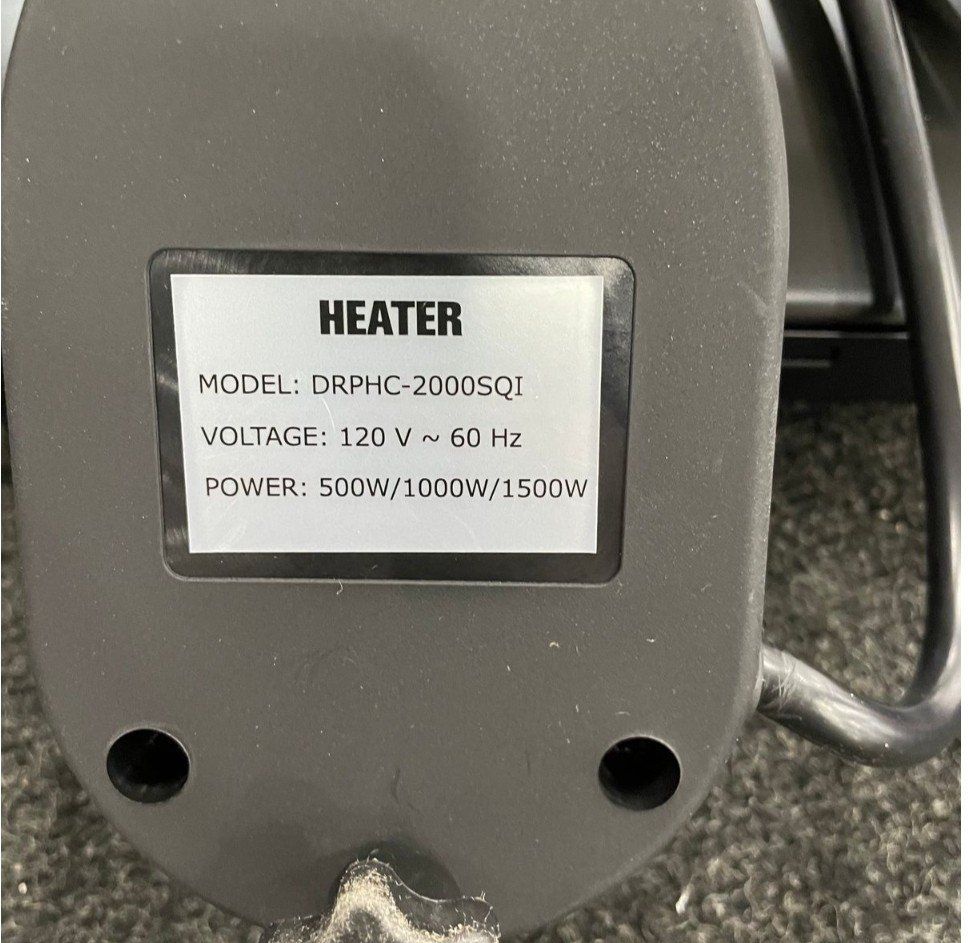 HEATER
MODEL: DRPHC-2000SQI
VOLTAGE: 120 V ~ 60 Hz
POWER: 500W/1000W/1500W